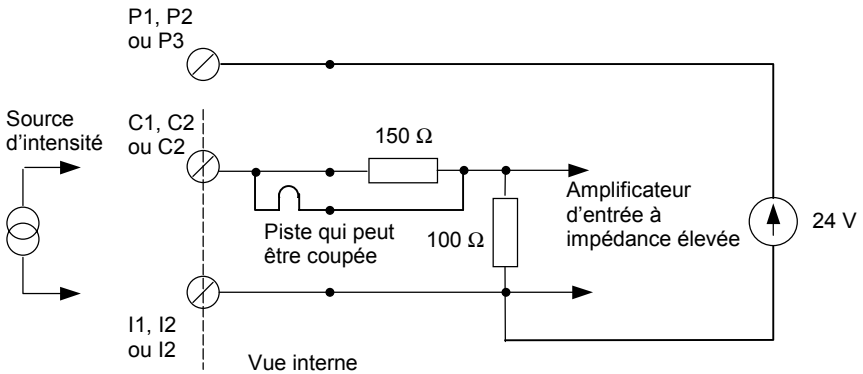 P1, P2
ou P3
Source
d'intensité
C1, C2
ou C2
150 Ω
Amplificateur
d'entrée à
impédance élevée
24 V
Piste qui peut
être coupée
100 Ω
I1, I2
ou I2
Vue interne